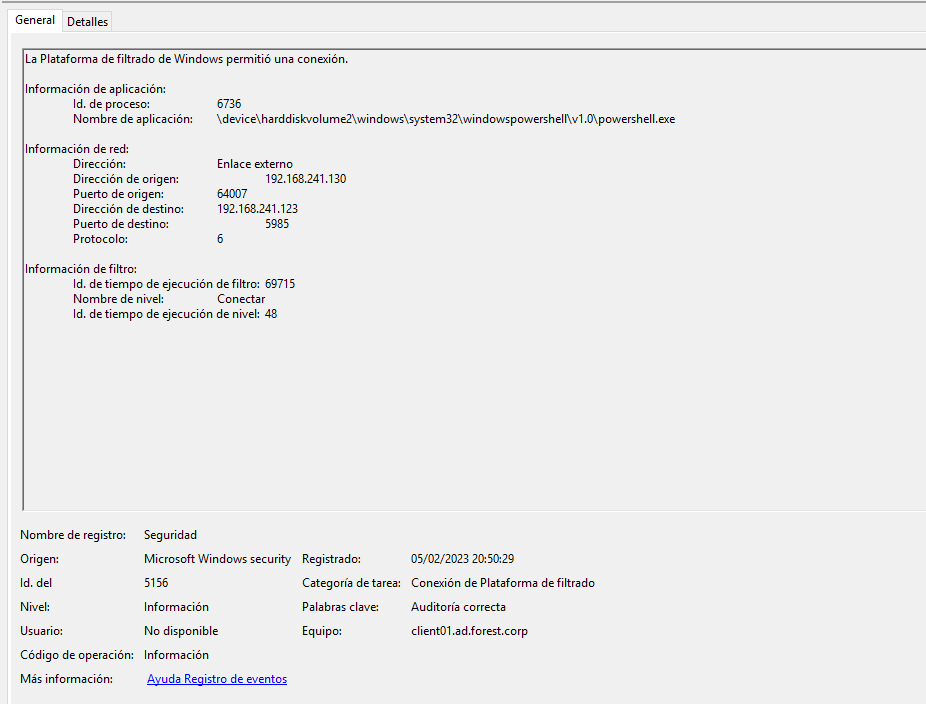 General Detalles
La Plataforma de filtrado de Windows permitió una conexión.
Información de aplicación:
Id. de proceso: 6736
Nombre de aplicación: \device\harddiskvolume2\windows\system32\windowspowershell\v1.0\powershell.exe
Información de red:
Dirección: Enlace externo
Dirección de origen: 192.168.241.130
Puerto de origen: 64007
Dirección de destino: 192.168.241.123
Puerto de destino: 5985
Protocolo: 6
Información de filtro:
Id. de tiempo de ejecución de filtro: 69715
Nombre de nivel: Conectar
Id. de tiempo de ejecución de nivel: 48
Nombre de registro: Seguridad
Origen: Microsoft Windows security Registrado: 05/02/2023 20:50:29
Id. del 5156 Categoría de tarea: Conexión de Plataforma de filtrado
Nivel: Información Palabras clave: Auditoría correcta
Usuario: No disponible Equipo: client01.ad.forest.corp
Código de operación: Información
Más información: Ayuda Registro de eventos